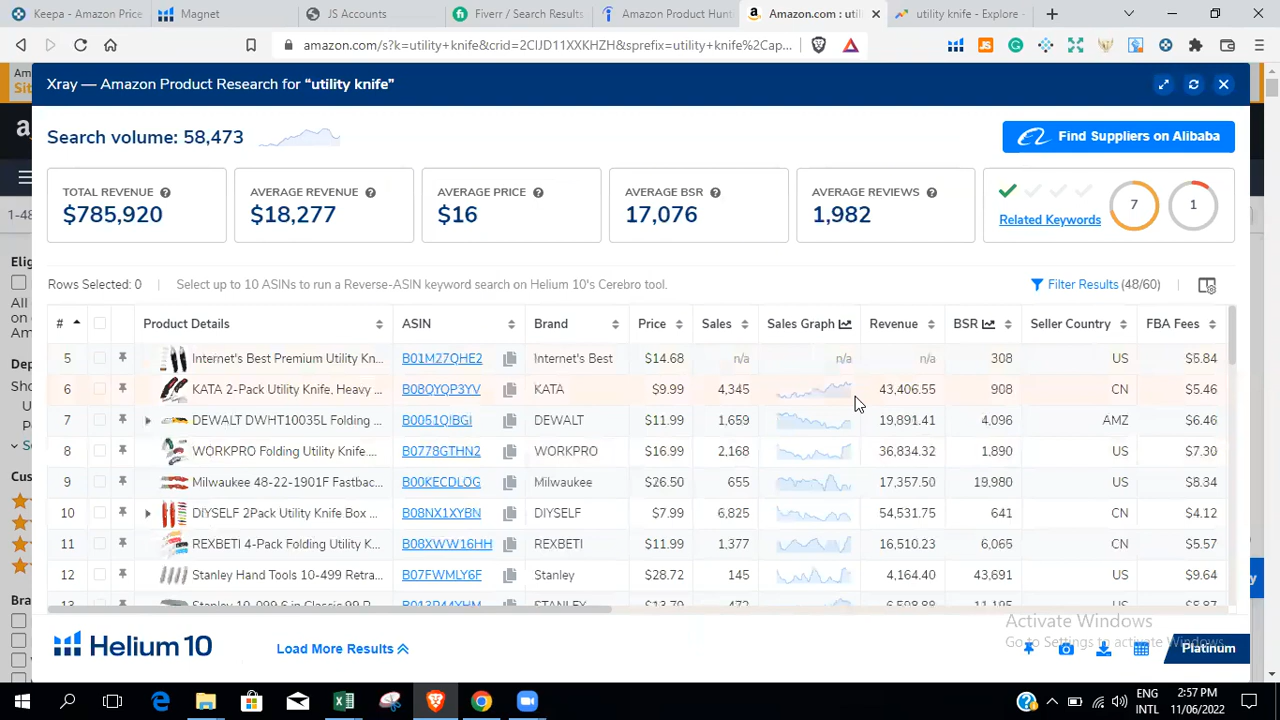 Keepa - Amazon Price
Magnet
JS Accounts
Fiverr / Search Results
Amazon Product Hunt
Amazon.com : uti
utility knife - Explore -
amazon.com/s?k=utility+knife&crid=2CIJD11XXKHZH&sprefix=utility+knife%2Cap...
Xray — Amazon Product Research for “utility knife”
Search volume: 58,473
Find Suppliers on Alibaba
TOTAL REVENUE
$785,920
AVERAGE REVENUE
$18,277
AVERAGE PRICE
$16
AVERAGE BSR
17,076
AVERAGE REVIEWS
1,982
Related Keywords
7
1
Rows Selected: 0 | Select up to 10 ASINs to run a Reverse-ASIN keyword search on Helium 10's Cerebro tool.
Filter Results (48/60)
# Product Details ASIN Brand Price Sales Sales Graph Revenue BSR Seller Country FBA Fees
5 Internet's Best Premium Utility Kn... B01M27QHE2 Internet's Best $14.68 n/a n/a n/a 308 US $5.84
6 KATA 2-Pack Utility Knife, Heavy ... B08QYQP3YV KATA $9.99 4,345 43,406.55 908 CN $5.46
7 DEWALT DWHT10035L Folding ... B0051QIBGI DEWALT $11.99 1,659 19,891.41 4,096 AMZ $6.46
8 WORKPRO Folding Utility Knife.... B0778GTHN2 WORKPRO $16.99 2,168 36,834.32 1,890 US $7.30
9 Milwaukee 48-22-1901F Fastbac... B00KECDLOG Milwaukee $26.50 655 17,357.50 19,980 US $8.34
10 DIYSELF 2Pack Utility Knife Box ... B08NX1XYBN DIYSELF $7.99 6,825 54,531.75 641 CN $4.12
11 REXBETI 4-Pack Folding Utility K... B08XWW16HH REXBETI $11.99 1,377 16,510.23 6,065 CN $5.57
12 Stanley Hand Tools 10-499 Retra... B07FWMLY6F Stanley $28.72 145 4,164.40 43,691 US $9.64
Helium 10
Load More Results
Activate Windows
Go to Settings to activate Windows.
Platinum
ENG
INTL
2:57 PM
11/06/2022